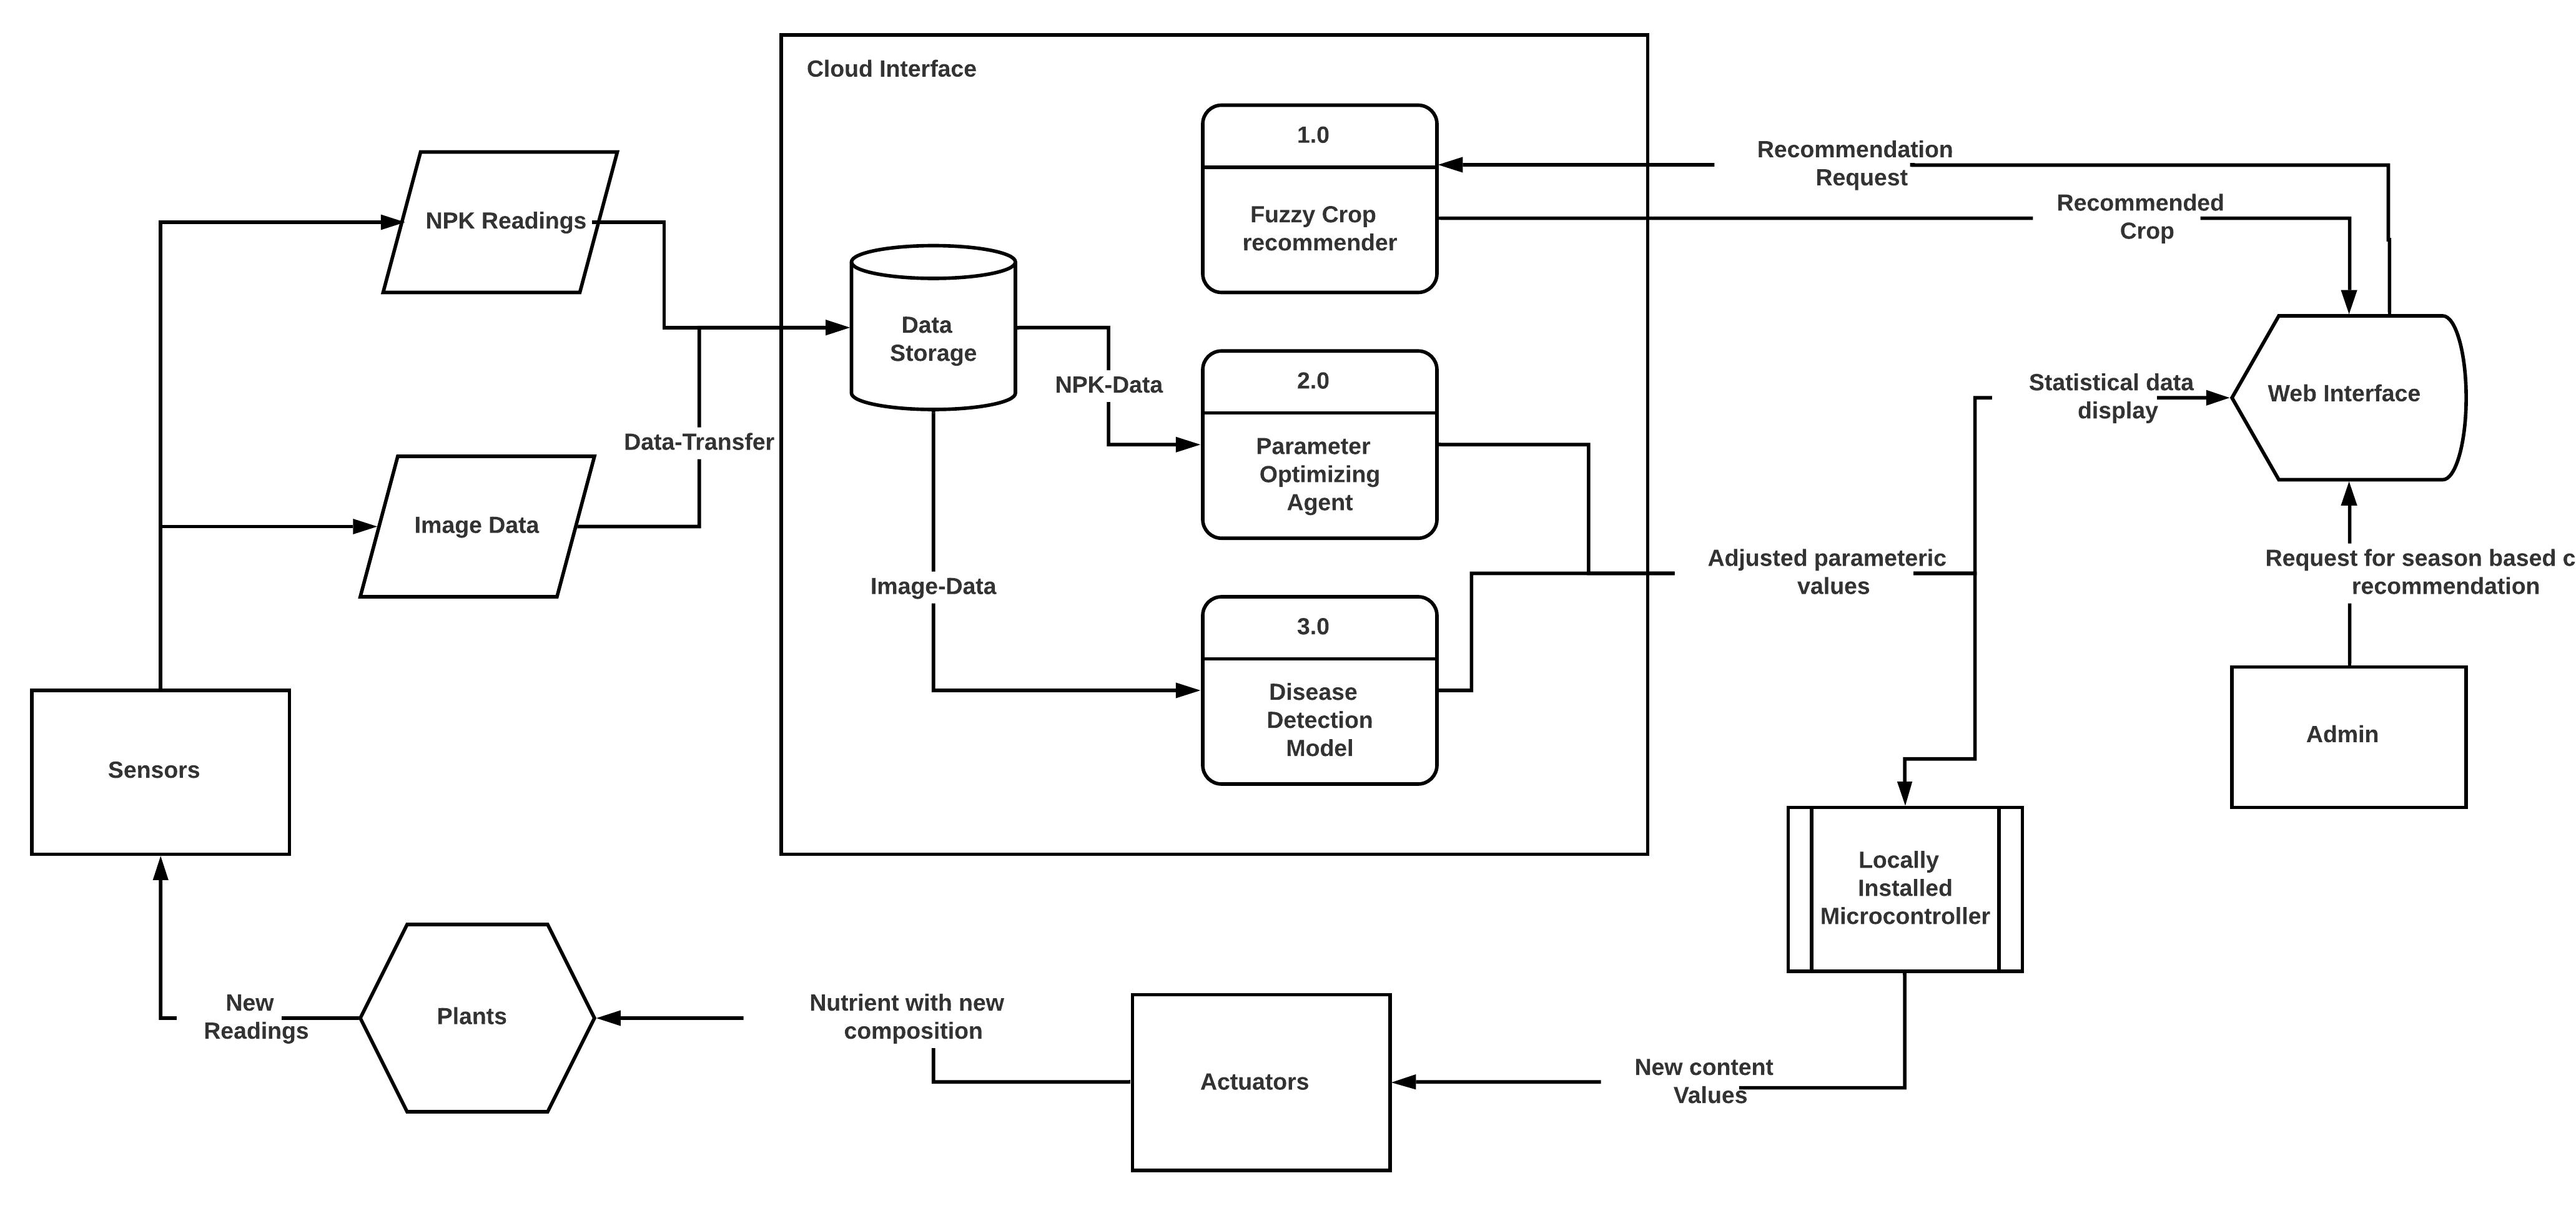 Cloud Interface
1.0
Fuzzy Crop
recommender
Recommendation
Request
Recommended
Crop
NPK Readings
Data
Storage
NPK-Data
2.0
Parameter
Optimizing
Agent
Statistical data
display
Web Interface
Data-Transfer
Image Data
Image-Data
Adjusted parameteric
values
Request for season based c
recommendation
3.0
Disease
Detection
Model
Sensors
Admin
Locally
Installed
Microcontroller
New
Readings
Plants
Nutrient with new
composition
Actuators
New content
Values